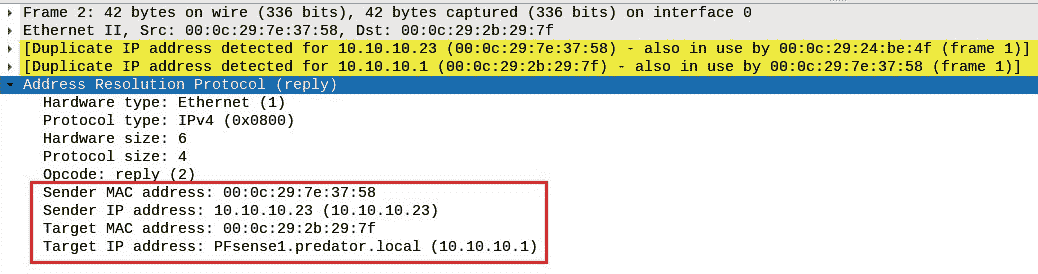 Frame 2: 42 bytes on wire (336 bits), 42 bytes captured (336 bits) on interface 0
Ethernet II, Src: 00:0c:29:7e:37:58, Dst: 00:0c:29:2b:29:7f
[Duplicate IP address detected for 10.10.10.23 (00:0c:29:7e:37:58) - also in use by 00:0c:29:24:be:4f (frame 1)]
[Duplicate IP address detected for 10.10.10.1 (00:0c:29:2b:29:7f) - also in use by 00:0c:29:7e:37:58 (frame 1)]
Address Resolution Protocol (reply)
Hardware type: Ethernet (1)
Protocol type: IPv4 (0x0800)
Hardware size: 6
Protocol size: 4
Opcode: reply (2)
Sender MAC address: 00:0c:29:7e:37:58
Sender IP address: 10.10.10.23 (10.10.10.23)
Target MAC address: 00:0c:29:2b:29:7f
Target IP address: PFsense1.predator.local (10.10.10.1)